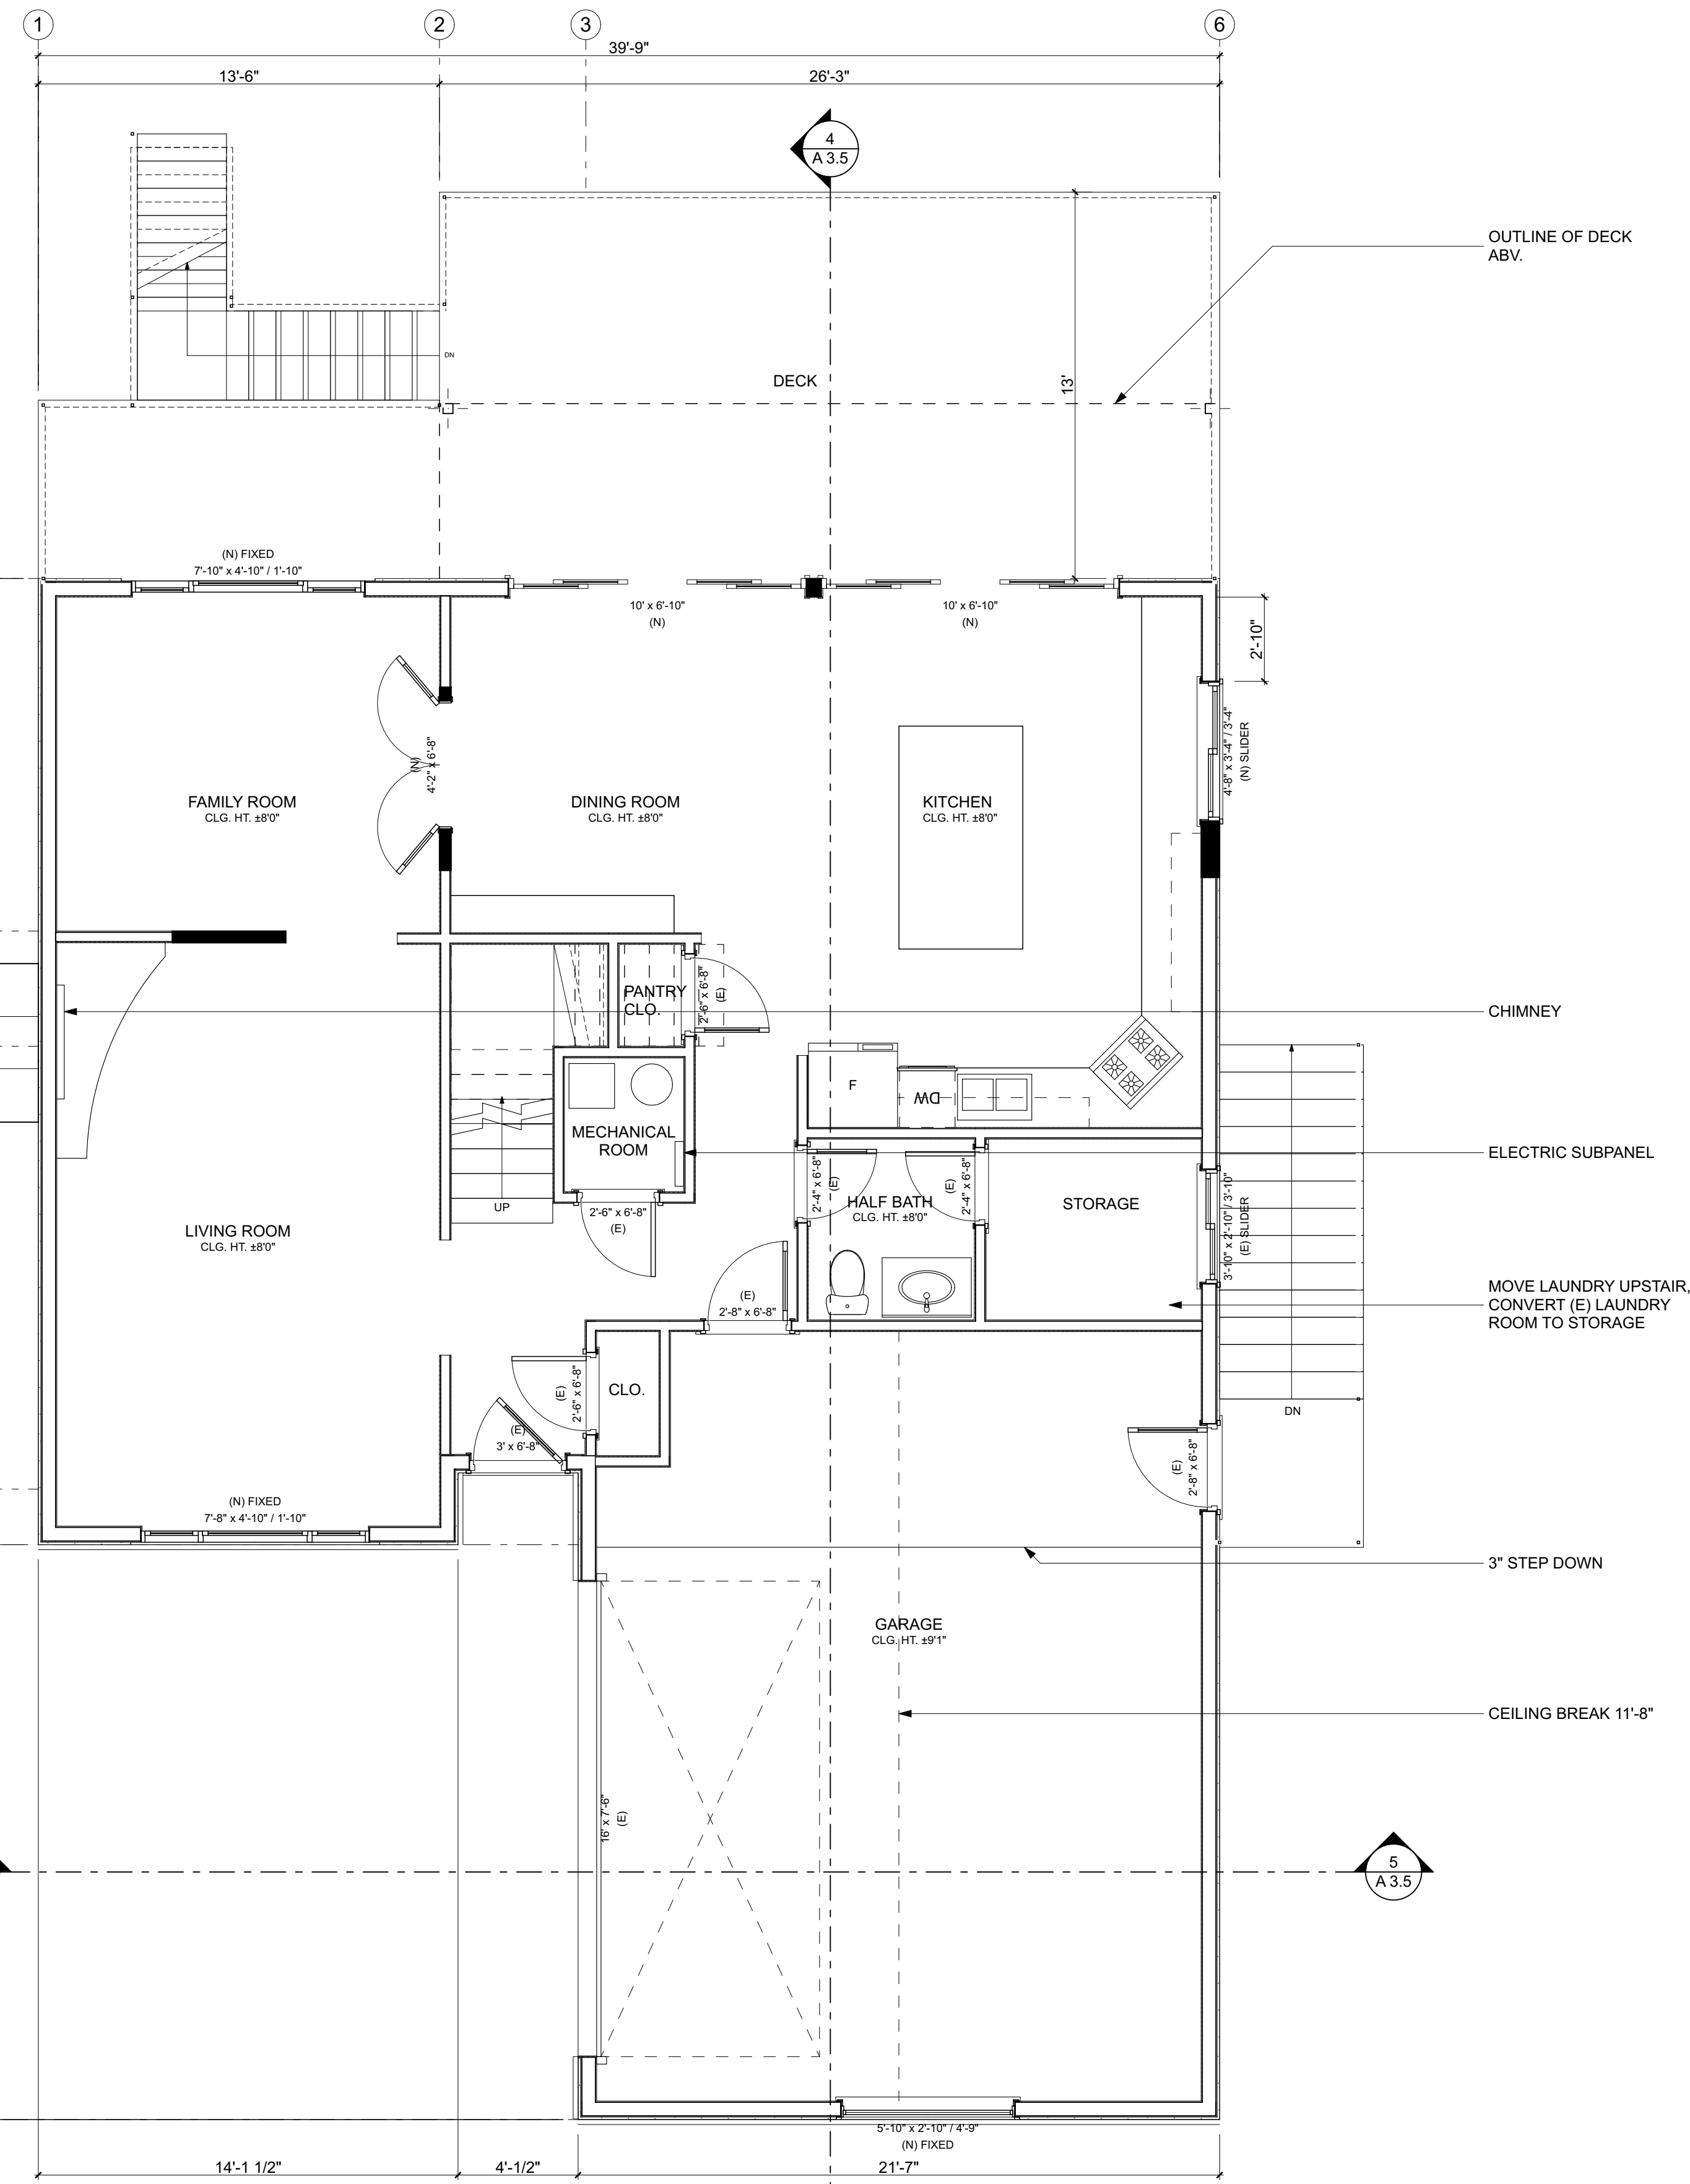 1
2
3
6
39'-9"
13'-6"
26'-3"
4
A 3.5
OUTLINE OF DECK
ABV.
DN
DECK
13'
(N) FIXED
7'-10" x 4'-10" / 1'-10"
10' x 6'-10"
(N)
10' x 6'-10"
(N)
2'-10"
4'-8" x 3'-4" / 3'-4"
(N) SLIDER
(N)
4'-2" x 6'-8"
FAMILY ROOM
CLG. HT. ±8'0"
DINING ROOM
CLG. HT. ±8'0"
KITCHEN
CLG. HT. ±8'0"
PANTRY
CLO.
2'-6" x 6'-8"
(E)
CHIMNEY
F
DW
MECHANICAL
ROOM
ELECTRIC SUBPANEL
2'-4" x 6'-8"
(E)
(E)
2'-4" x 6'-8"
HALF BATH
CLG. HT. ±8'0"
STORAGE
3'-10" x 2'-10" / 3'-10"
(E) SLIDER
UP
2'-6" x 6'-8"
(E)
LIVING ROOM
CLG. HT. ±8'0"
(E)
2'-8" x 6'-8"
MOVE LAUNDRY UPSTAIR,
CONVERT (E) LAUNDRY
ROOM TO STORAGE
(E)
2'-6" x 6'-8"
CLO.
DN
(E)
3' x 6'-8"
(E)
2'-8" x 6'-8"
(N) FIXED
7'-8" x 4'-10" / 1'-10"
3" STEP DOWN
GARAGE
CLG. HT. ±9'1"
CEILING BREAK 11'-8"
16' x 7'-6"
(E)
5
A 3.5
5'-10" x 2'-10" / 4'-9"
(N) FIXED
14'-1 1/2"
4'-1/2"
21'-7"